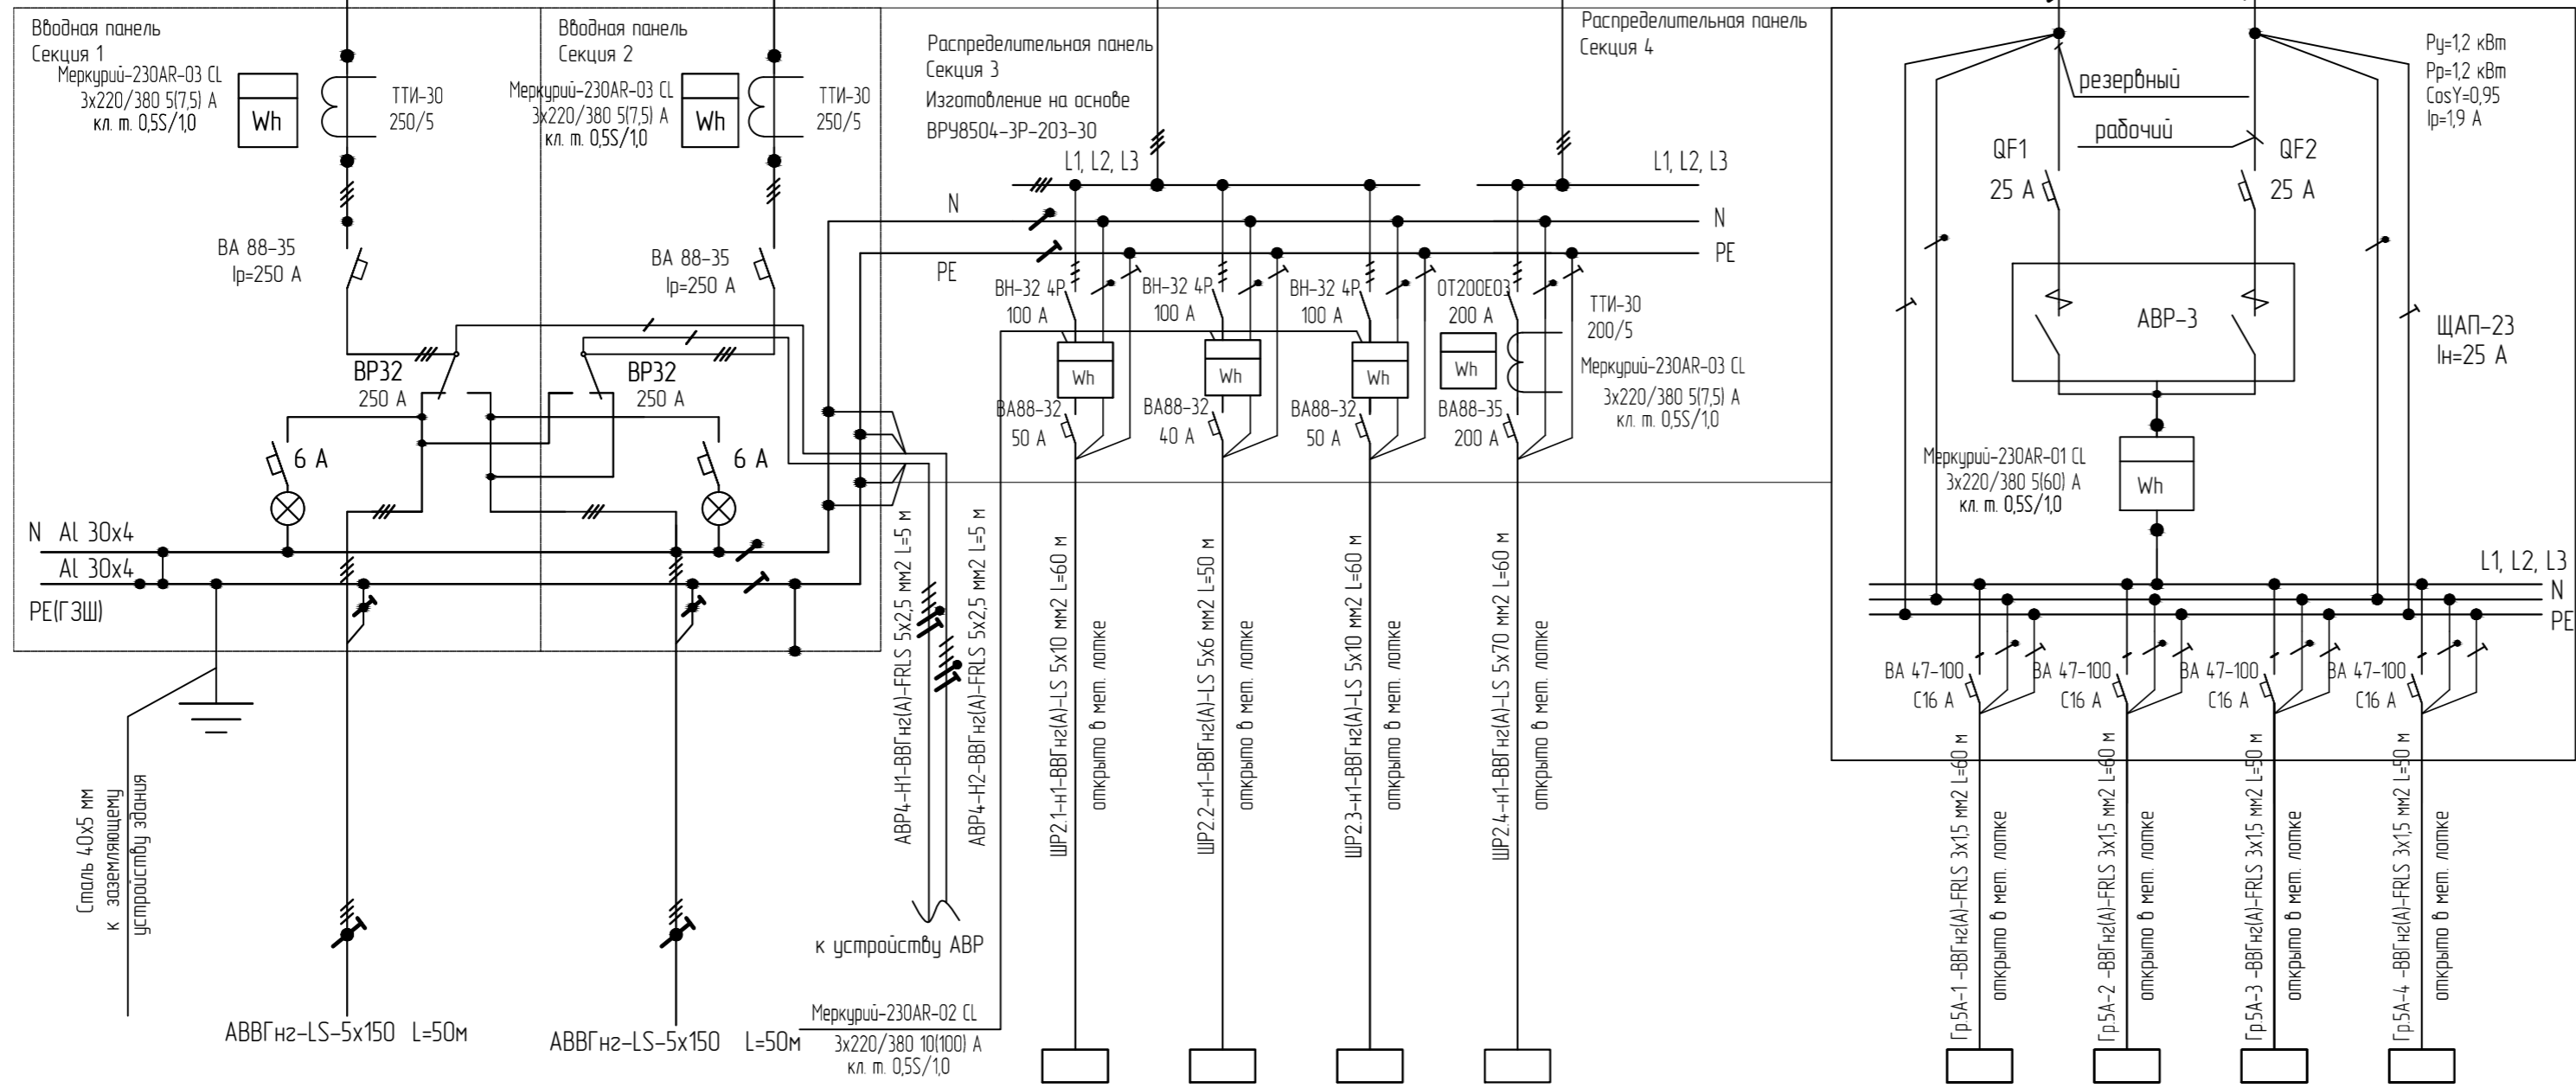 Вводная панель
Секция 1
Меркурий-230AR-03 CL
3х220/380 5(7,5) А
кл. т. 0,5S/1,0
Wh
ТТИ-30
250/5
ВА 88-35
Iр=250 А
ВР32
250 А
6 А
N Al 30х4
Al 30х4
РЕ(ГЗШ)
Сталь 40х5 мм
к заземляющему
устройству здания
АВВГнг-LS-5х150 L=50м
Вводная панель
Секция 2
Меркурий-230AR-03 CL
3х220/380 5(7,5) А
кл. т. 0,5S/1,0
Wh
ТТИ-30
250/5
ВА 88-35
Iр=250 А
ВР32
250 А
6 А
АВВГнг-LS-5х150 L=50м
АВР4-Н1-ВВГнг(А)-FRLS 5х2,5 мм2 L=5 м
АВР4-Н2-ВВГнг(А)-FRLS 5х2,5 мм2 L=5 м
к устройству АВР
Меркурий-230AR-02 CL
3х220/380 10(100) А
кл. т. 0,5S/1,0
Распределительная панель
Секция 3
Изготовление на основе
ВРУ8504-3Р-203-30
L1, L2, L3
N
PE
Распределительная панель
Секция 4
L1, L2, L3
N
PE
ВН-32 4Р
100 А
Wh
ВА88-32
50 А
ШР2.1-н1-ВВГнг(А)-LS 5х10 мм2 L=60 м
открыто в мет. лотке
ВН-32 4Р
100 А
Wh
ВА88-32
40 А
ШР2.2-н1-ВВГнг(А)-LS 5х6 мм2 L=50 м
открыто в мет. лотке
ВН-32 4Р
100 А
Wh
ВА88-32
50 А
ШР2.3-н1-ВВГнг(А)-LS 5х10 мм2 L=60 м
открыто в мет. лотке
ОТ200Е03
200 А
Wh
ТТИ-30
200/5
Меркурий-230AR-03 CL
3х220/380 5(7,5) А
кл. т. 0,5S/1,0
ВА88-35
200 А
ШР2.4-н1-ВВГнг(А)-LS 5х70 мм2 L=60 м
открыто в мет. лотке
резервный
рабочий
Ру=1,2 кВт
Рр=1,2 кВт
CosY=0,95
Iр=1,9 А
QF1
25 А
QF2
25 А
АВР-3
ЩАП-23
Iн=25 А
Меркурий-230AR-01 CL
3х220/380 5(60) А
кл. т. 0,5S/1,0
Wh
L1, L2, L3
N
PE
ВА 47-100
С16 А
ВА 47-100
С16 А
ВА 47-100
С16 А
ВА 47-100
С16 А
Гр.5А-1 -ВВГнг(А)-FRLS 3х1,5 мм2 L=60 м
открыто в мет. лотке
Гр.5А-2 -ВВГнг(А)-FRLS 3х1,5 мм2 L=60 м
открыто в мет. лотке
Гр.5А-3 -ВВГнг(А)-FRLS 3х1,5 мм2 L=50 м
открыто в мет. лотке
Гр.5А-4 -ВВГнг(А)-FRLS 3х1,5 мм2 L=50 м
открыто в мет. лотке